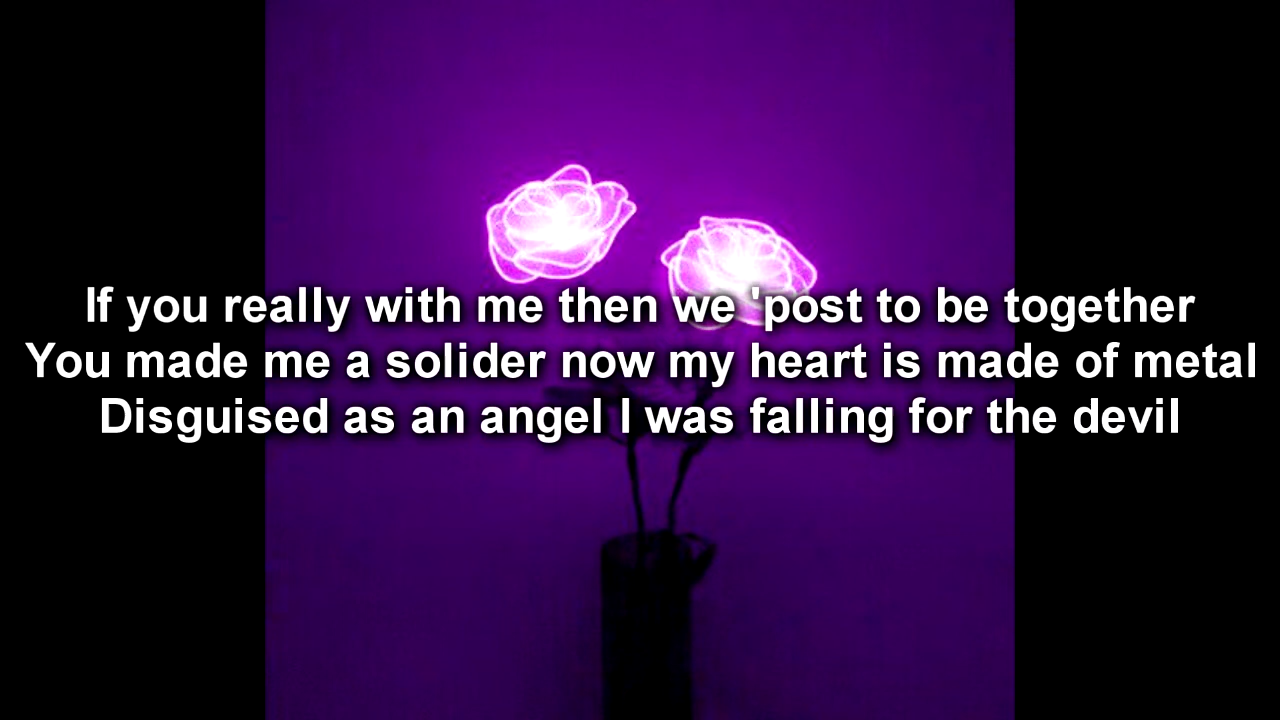 If you really with me then we 'post to be together
You made me a solider now my heart is made of metal
Disguised as an angel I was falling for the devil